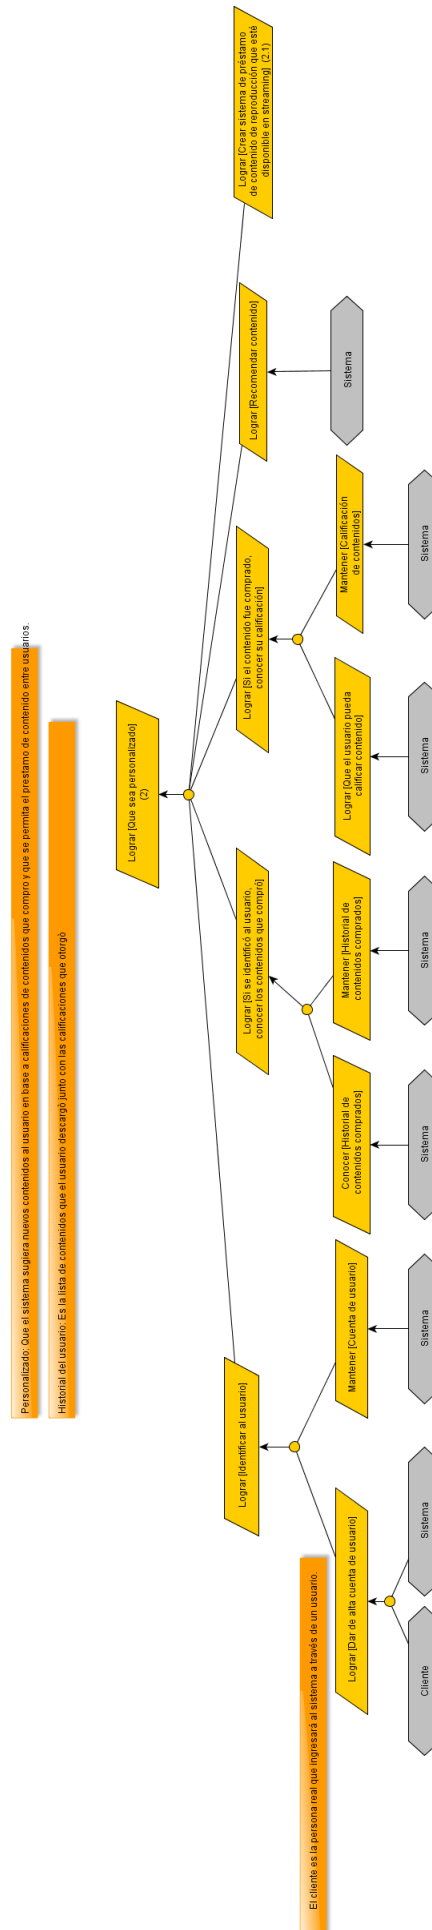 Personalizado: Que el sistema sugiera nuevos contenidos al usuario en base a calificaciones de contenidos que compro y que se permita el prestamo de contenido entre usuarios.
Historial del usuario: Es la lista de contenidos que el usuario descargò junto con las calificaciones que otorgò
Lograr [Que sea personalizado]
(2)
Lograr [Identificar al usuario]
Lograr [Si se identificó al usuario,
conocer los contenidos que compró]
Lograr [Si el contenido fue comprado,
conocer su calificación]
Lograr [Recomendar contenido]
Lograr [Crear sistema de préstamo
de contenido de reproducción que esté
disponible en streaming] (2.1)
El cliente es la persona real que ingresará al sistema a través de un usuario.
Lograr [Dar de alta cuenta de usuario]
Mantener [Cuenta de usuario]
Conocer [Historial de
contenidos comprados]
Mantener [Historial de
contenidos comprados]
Lograr [Que el usuario pueda
calificar contenido]
Mantener [Calificación
de contenidos]
Sistema
Cliente
Sistema
Sistema
Sistema
Sistema
Sistema
Sistema